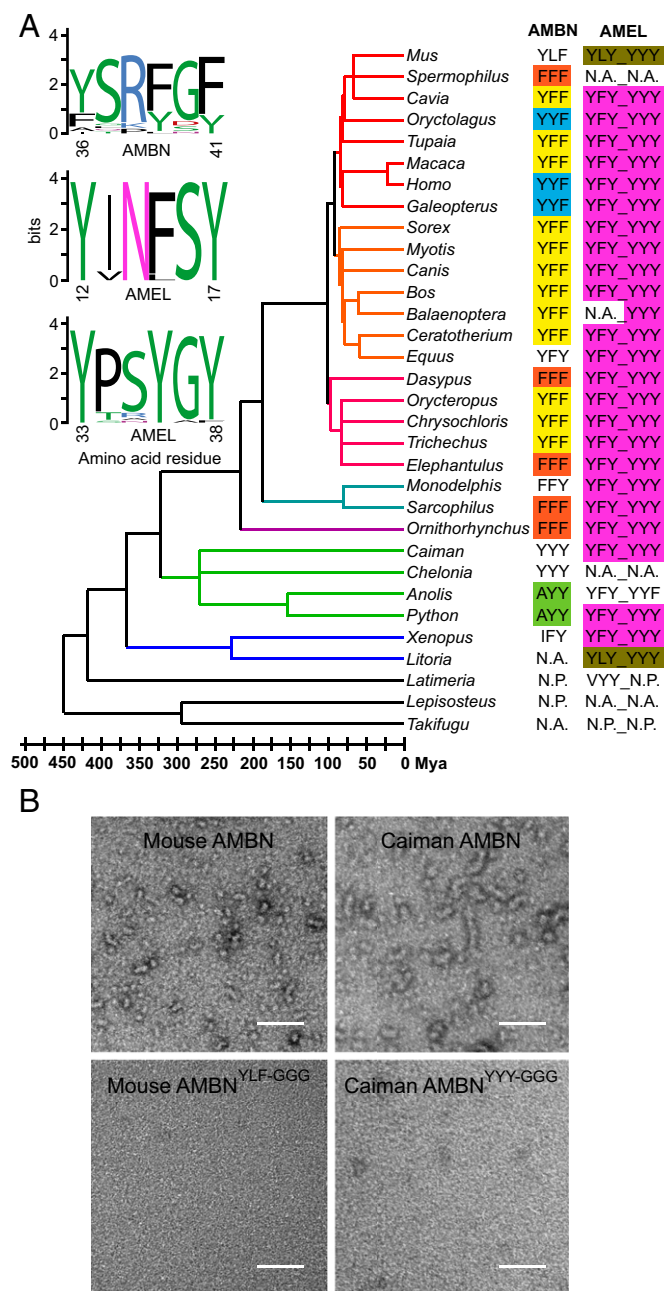 A
AMBN AMEL
4
2
0
YSRFGF
36 AMBN 41
bits
4
2
0
YINFSY
12 AMEL 17
4
2
0
YPSYGY
33 AMEL 38
Amino acid residue
Mus YLF YLY_YYY
Spermophilus FFF N.A._N.A.
Cavia YFF YFY_YYY
Oryctolagus YYF YFY_YYY
Tupaia YFF YFY_YYY
Macaca YFF YFY_YYY
Homo YYF YFY_YYY
Galeopterus YYF YFY_YYY
Sorex YFF YFY_YYY
Myotis YFF YFY_YYY
Canis YFF YFY_YYY
Bos YFF YFY_YYY
Balaenoptera YFF N.A._YYY
Ceratotherium YFF YFY_YYY
Equus YFY YFY_YYY
Dasypus FFF YFY_YYY
Orycteropus YFF YFY_YYY
Chrysochloris YFF YFY_YYY
Trichechus YFF YFY_YYY
Elephantulus FFF YFY_YYY
Monodelphis FFY YFY_YYY
Sarcophilus FFF YFY_YYY
Ornithorhynchus FFF YFY_YYY
Caiman YYY YFY_YYY
Chelonia YYY N.A._N.A.
Anolis AYY YFY_YYF
Python AYY YFY_YYY
Xenopus IFY YFY_YYY
Litoria N.A. YLY_YYY
Latimeria N.P. VYY_N.P.
Lepisosteus N.P. N.A._N.A.
Takifugu N.A. N.P._N.P.
500 450 400 350 300 250 200 150 100 50 0 Mya
B
Mouse AMBN Caiman AMBN
Mouse AMBN YLF-GGG Caiman AMBN YYY-GGG